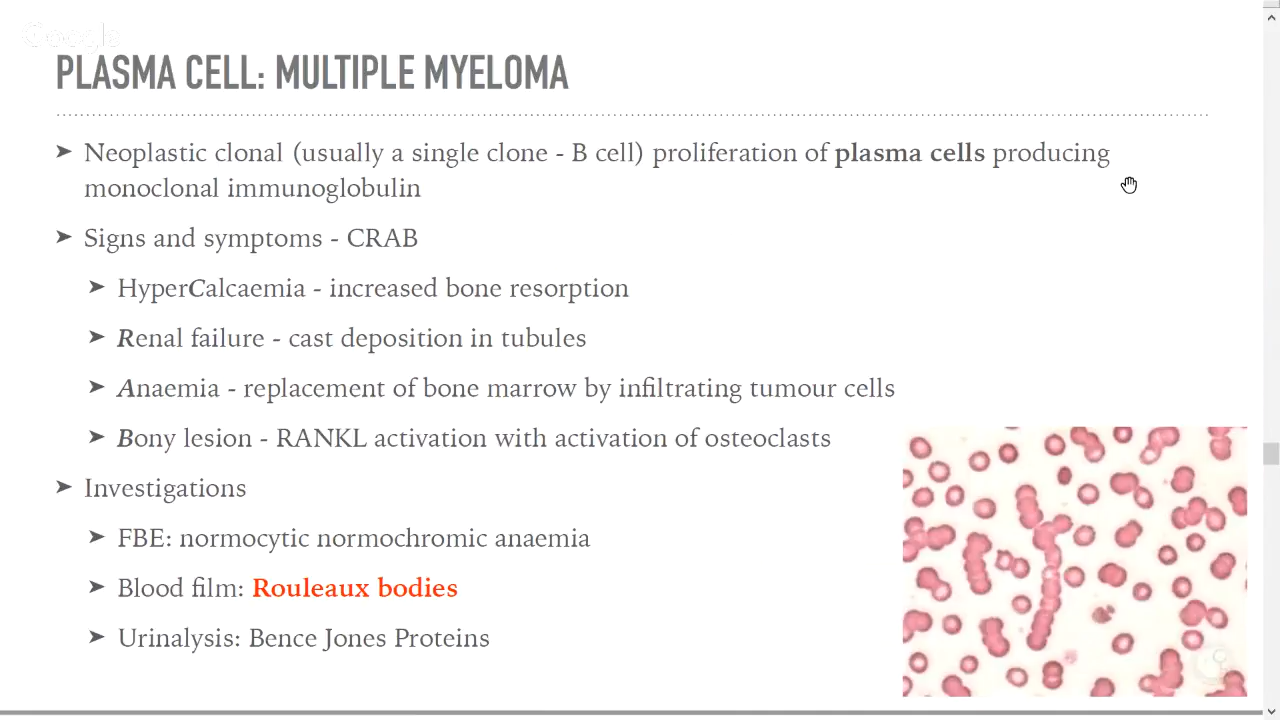 Google
PLASMA CELL: MULTIPLE MYELOMA
➤ Neoplastic clonal (usually a single clone - B cell) proliferation of plasma cells producing
monoclonal immunoglobulin
➤ Signs and symptoms - CRAB
➤ HyperCalcaemia - increased bone resorption
➤ Renal failure - cast deposition in tubules
➤ Anaemia - replacement of bone marrow by infiltrating tumour cells
➤ Bony lesion - RANKL activation with activation of osteoclasts
➤ Investigations
➤ FBE: normocytic normochromic anaemia
➤ Blood film: Rouleaux bodies
➤ Urinalysis: Bence Jones Proteins